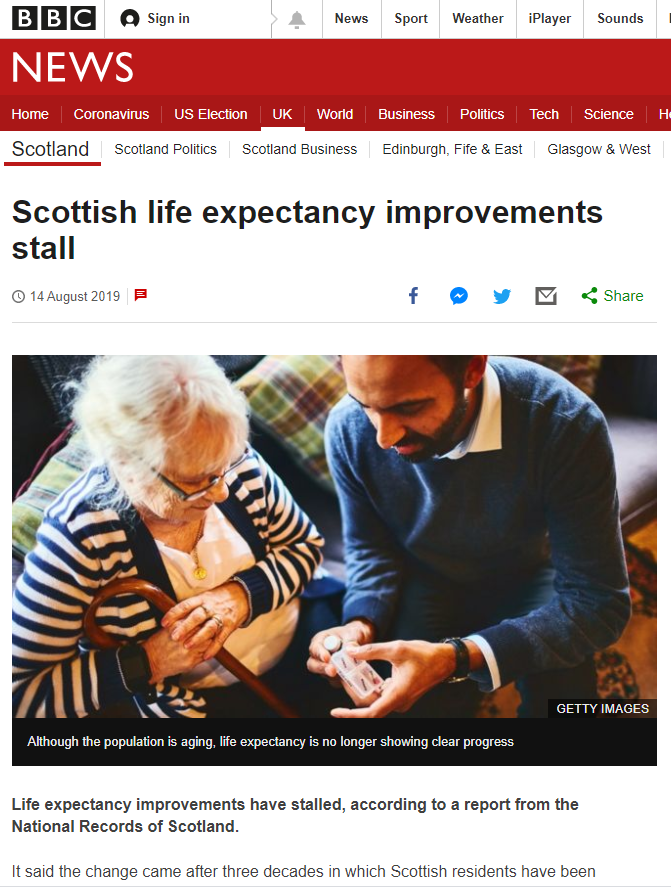 BBC Sign in News Sport Weather iPlayer Sounds
NEWS
Home Coronavirus US Election UK World Business Politics Tech Science
Scotland Scotland Politics Scotland Business Edinburgh, Fife & East Glasgow & West
Scottish life expectancy improvements
stall
14 August 2019 Share
GETTY IMAGES
Although the population is aging, life expectancy is no longer showing clear progress
Life expectancy improvements have stalled, according to a report from the
National Records of Scotland.
It said the change came after three decades in which Scottish residents have been